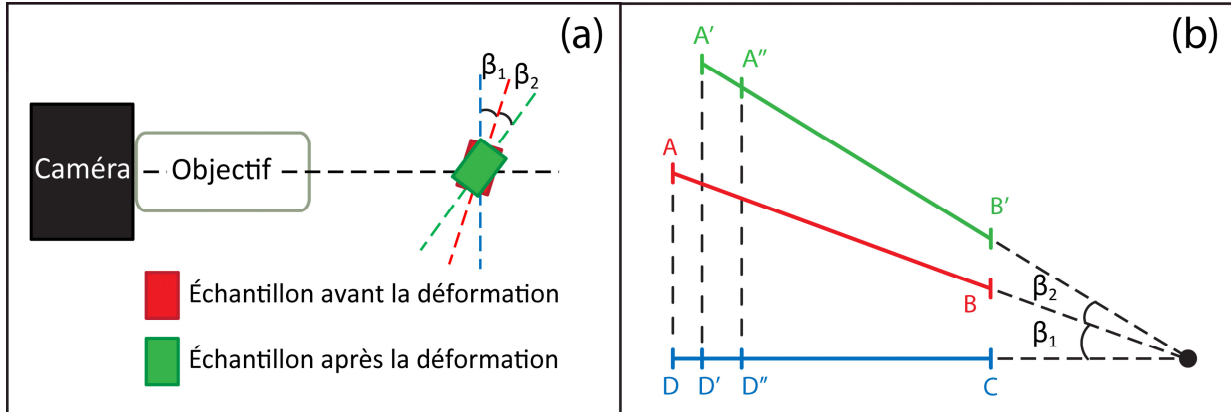 (a)
β1
β2
Caméra
Objectif
Échantillon avant la déformation
Échantillon après la déformation
(b)
A'
A"
A
B'
B
β2
β1
D
D'
D"
C